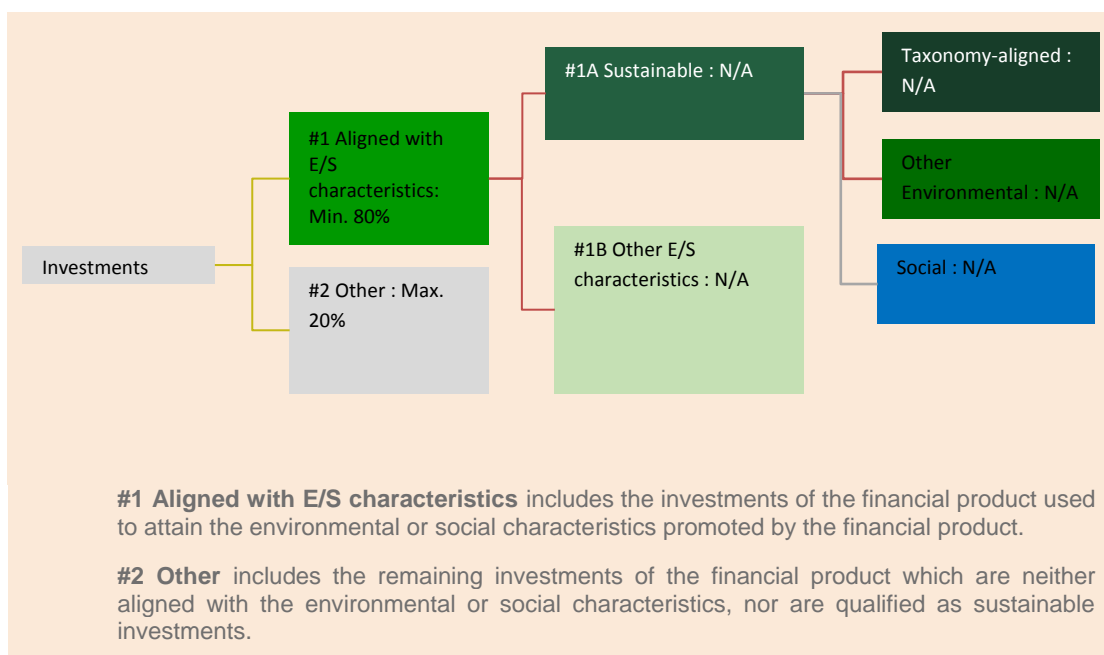 Investments
#1 Aligned with
E/S
characteristics:
Min. 80%
#2 Other : Max.
20%
#1A Sustainable : N/A
#1B Other E/S
characteristics : N/A
Taxonomy-aligned :
N/A
Other
Environmental : N/A
Social : N/A
#1 Aligned with E/S characteristics includes the investments of the financial product used
to attain the environmental or social characteristics promoted by the financial product.
#2 Other includes the remaining investments of the financial product which are neither
aligned with the environmental or social characteristics, nor are qualified as sustainable
investments.